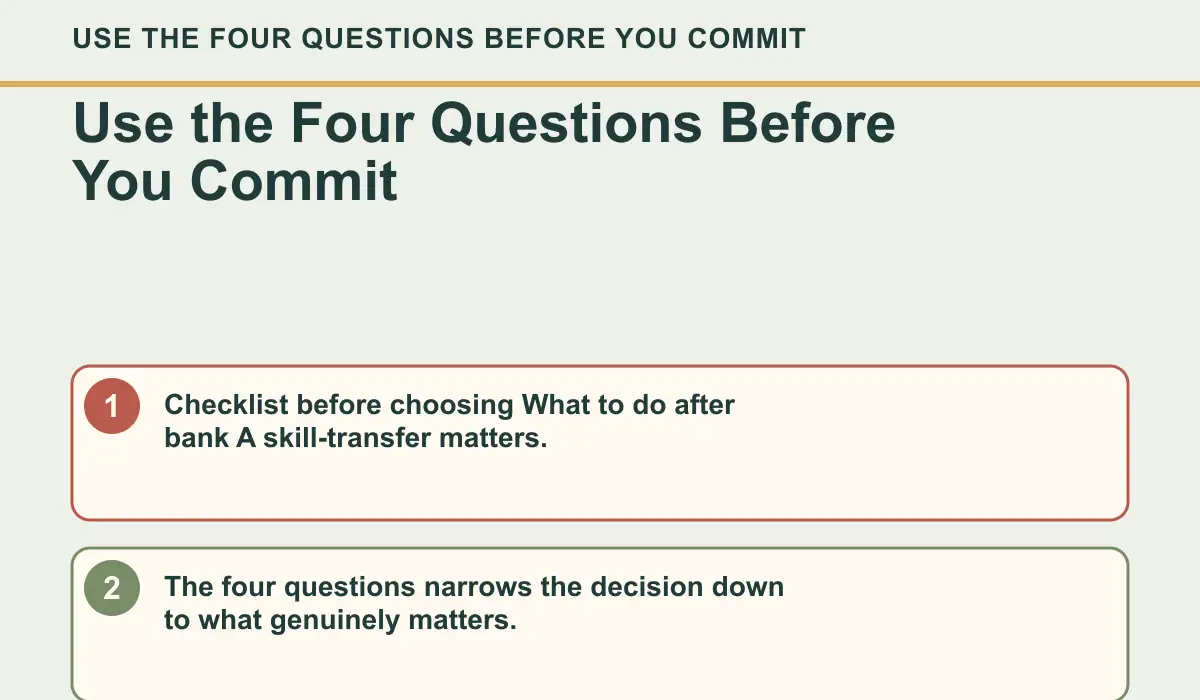 USE THE FOUR QUESTIONS BEFORE YOU COMMIT
Use the Four Questions Before
You Commit
1
Checklist before choosing What to do after
bank A skill-transfer matters.
2
The four questions narrows the decision down
to what genuinely matters.